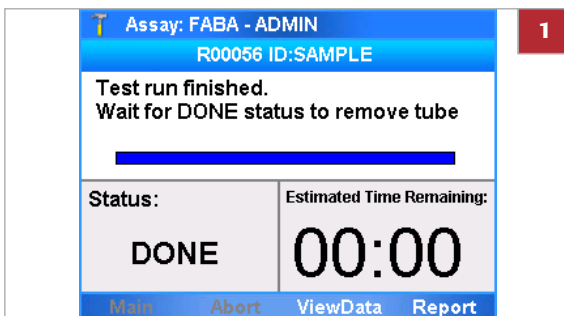 Assay: FABA - ADMIN
1
R00056 ID:SAMPLE
Test run finished.
Wait for DONE status to remove tube
Status:
DONE
Estimated Time Remaining:
00:00
Main Abort ViewData Report